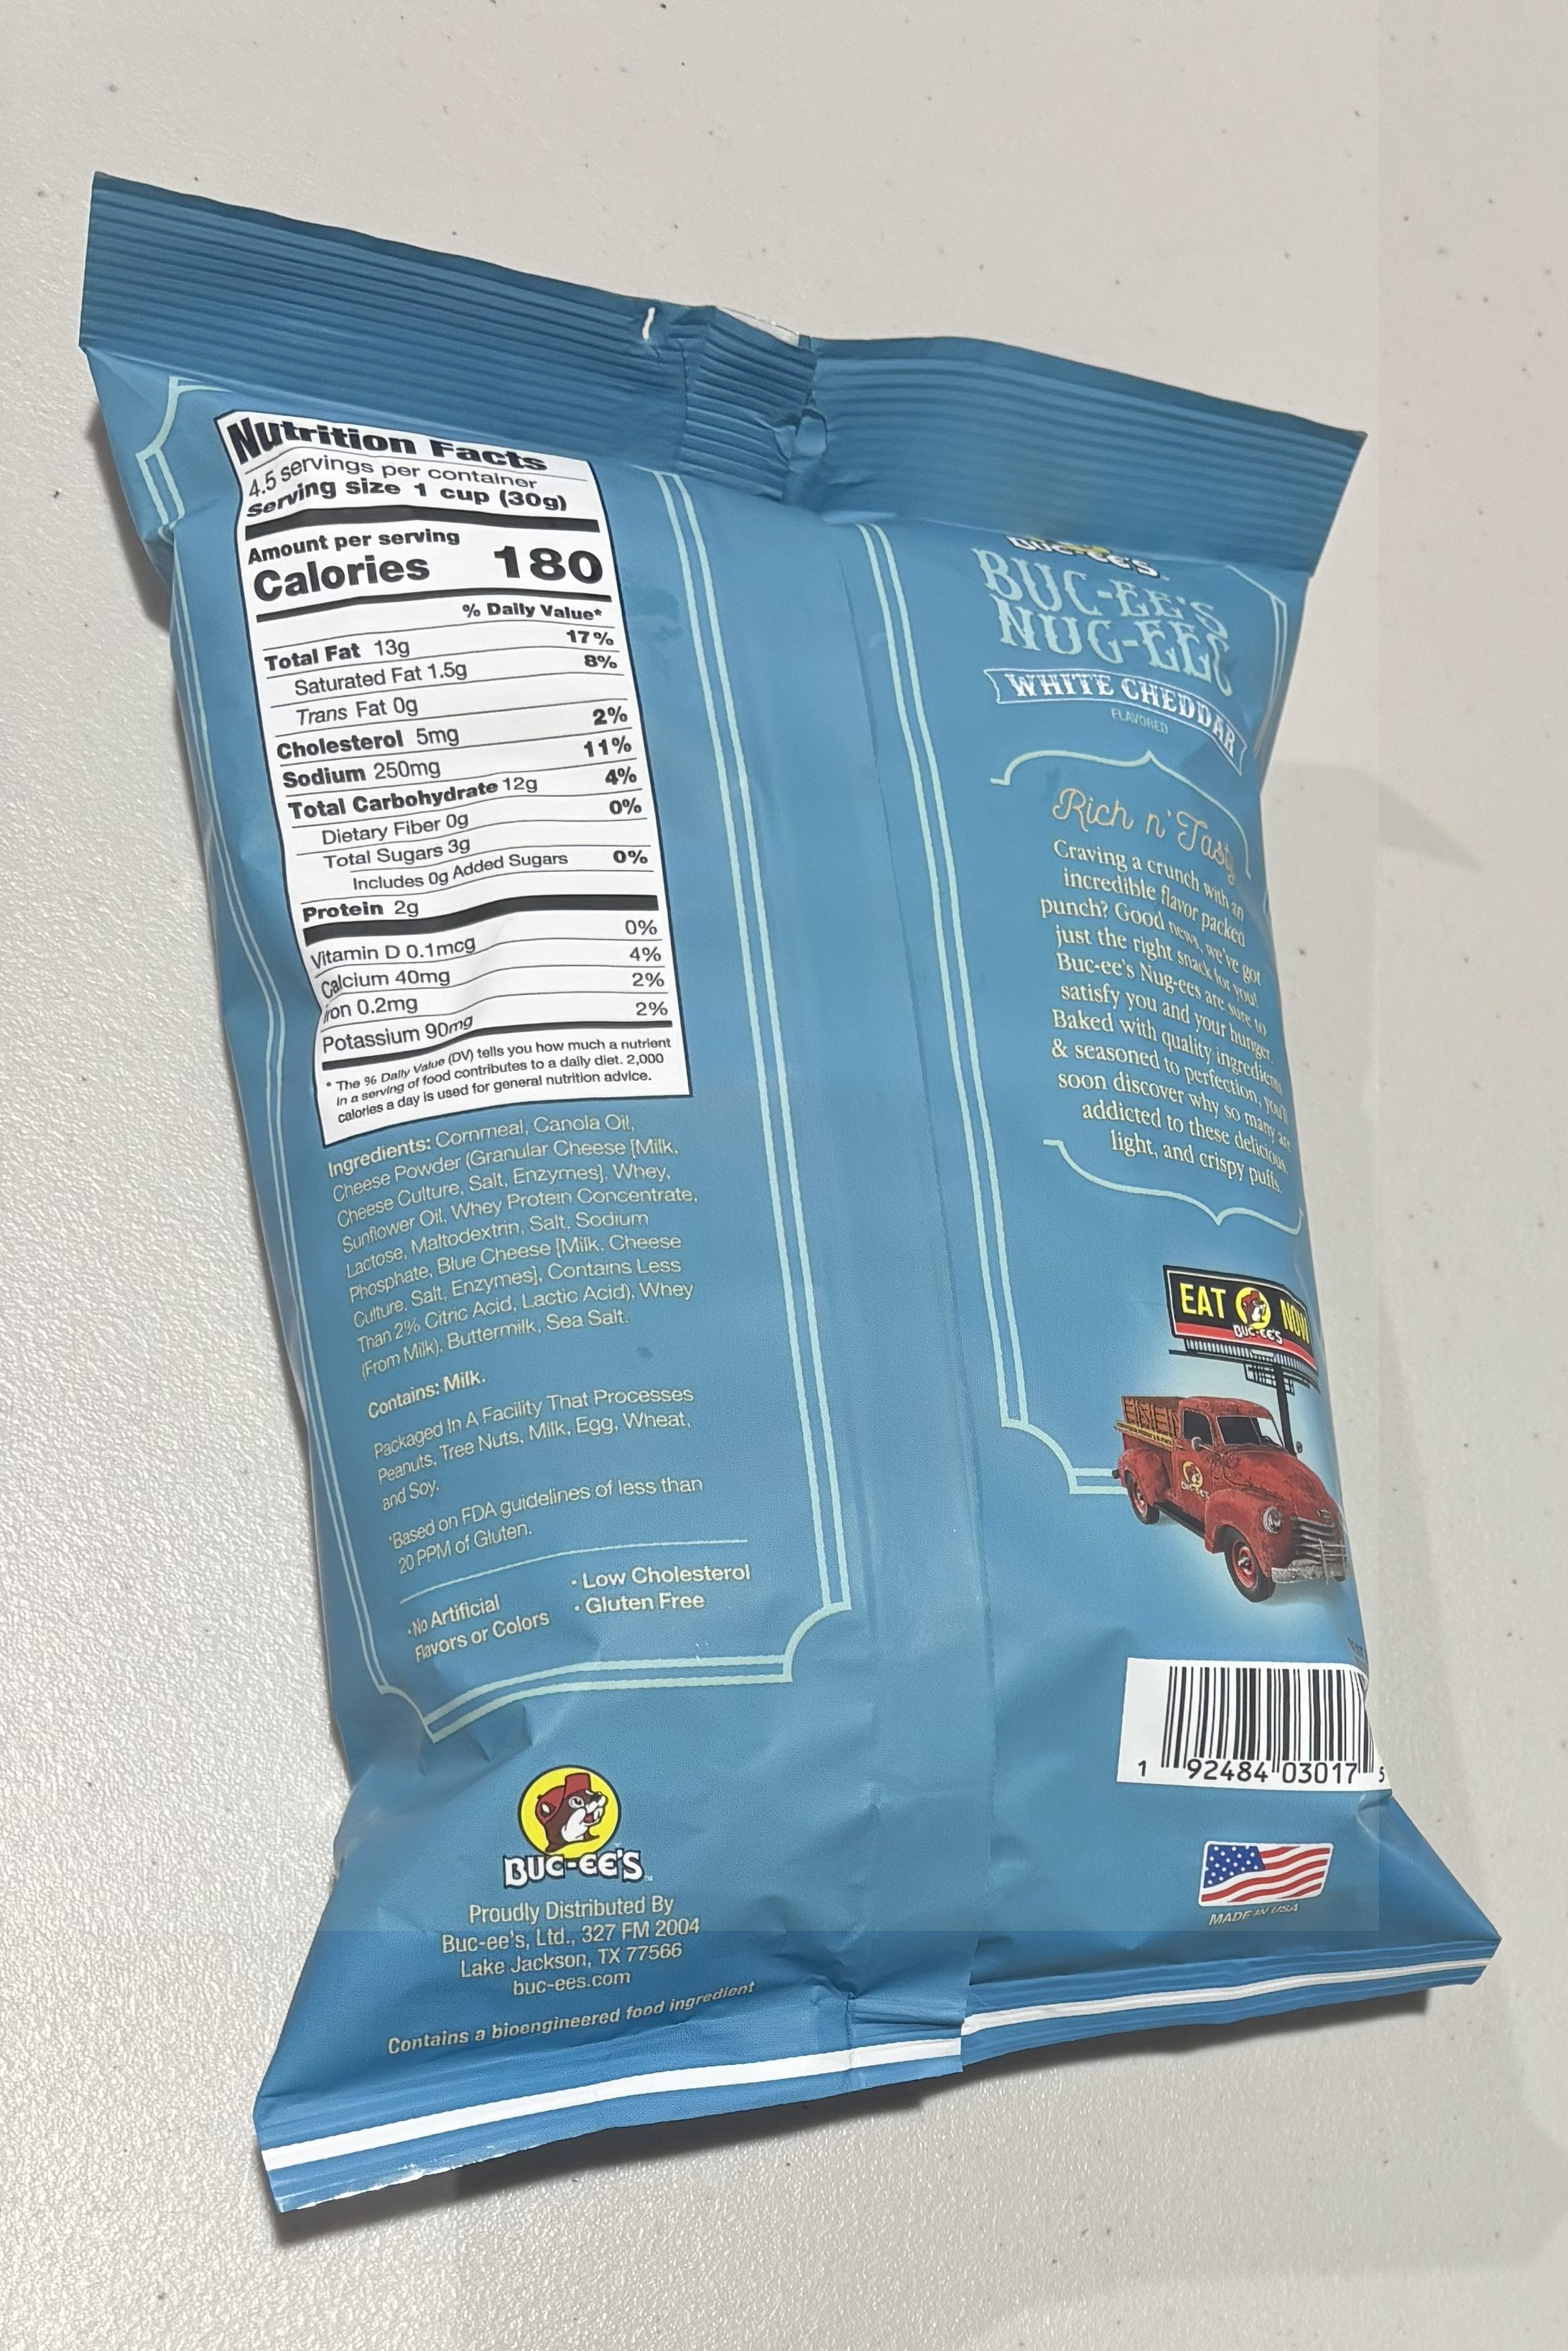 Nutrition Facts
4.5 servings per container
Serving size 1 cup (30g)
Amount per serving
Calories 180
% Daily Value*
Total Fat 13g 17%
Saturated Fat 1.5g 8%
Trans Fat 0g
Cholesterol 5mg 2%
Sodium 250mg 11%
Total Carbohydrate 12g 4%
Dietary Fiber 0g 0%
Total Sugars 3g
Includes 0g Added Sugars 0%
Protein 2g
Vitamin D 0.1mcg 0%
Calcium 40mg 4%
Iron 0.2mg 2%
Potassium 90mg 2%
* The % Daily Value (DV) tells you how much a nutrient
in a serving of food contributes to a daily diet. 2,000
calories a day is used for general nutrition advice.
Ingredients: Cornmeal, Canola Oil,
Cheese Powder (Granular Cheese [Milk,
Cheese Culture, Salt, Enzymes], Whey,
Sunflower Oil, Whey Protein Concentrate,
Lactose, Maltodextrin, Salt, Sodium
Phosphate, Blue Cheese [Milk, Cheese
Culture, Salt, Enzymes], Contains Less
Than 2% Citric Acid, Lactic Acid), Whey
(From Milk), Buttermilk, Sea Salt.
Contains: Milk.
Packaged In A Facility That Processes
Peanuts, Tree Nuts, Milk, Egg, Wheat,
and Soy.
*Based on FDA guidelines of less than
20 PPM of Gluten.
• No Artificial
Flavors or Colors
• Low Cholesterol
• Gluten Free
BUC-EE'S™
Proudly Distributed By
Buc-ee's, Ltd., 327 FM 2004
Lake Jackson, TX 77566
buc-ees.com
Contains a bioengineered food ingredient
BUC-EE'S
BUC-EE'S
NUG-EES
WHITE CHEDDAR
FLAVORED
Rich n' Tasty
Craving a crunch with an
incredible flavor packed
punch? Good news, we've got
just the right snack for you!
Buc-ee's Nug-ees are sure to
satisfy you and your hunger.
Baked with quality ingredients
& seasoned to perfection, you'll
soon discover why so many are
addicted to these delicious,
light, and crispy puffs.
EAT NOW
BUC-EE'S
BUC-EE'S
1 92484 03017 5
MADE IN USA